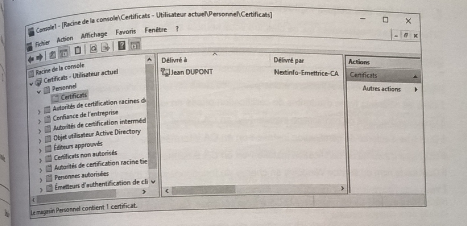 Console1 - [Racine de la console\Certificats - Utilisateur actuel\Personnel\Certificats]
Fichier Action Affichage Favoris Fenêtre ?
Racine de la console
Certificats - Utilisateur actuel
Personnel
Certificats
Autorités de certification racines d
Confiance de l'entreprise
Autorités de certification interméd
Objet utilisateur Active Directory
Éditeurs approuvés
Certificats non autorisés
Autorités de certification racine tie
Personnes autorisées
Émetteurs d'authentification de cli
Délivré à
Délivré par
Jean DUPONT
Nextinfo-Emettrice-CA
Actions
Certificats
Autres actions
Le magasin Personnel contient 1 certificat.